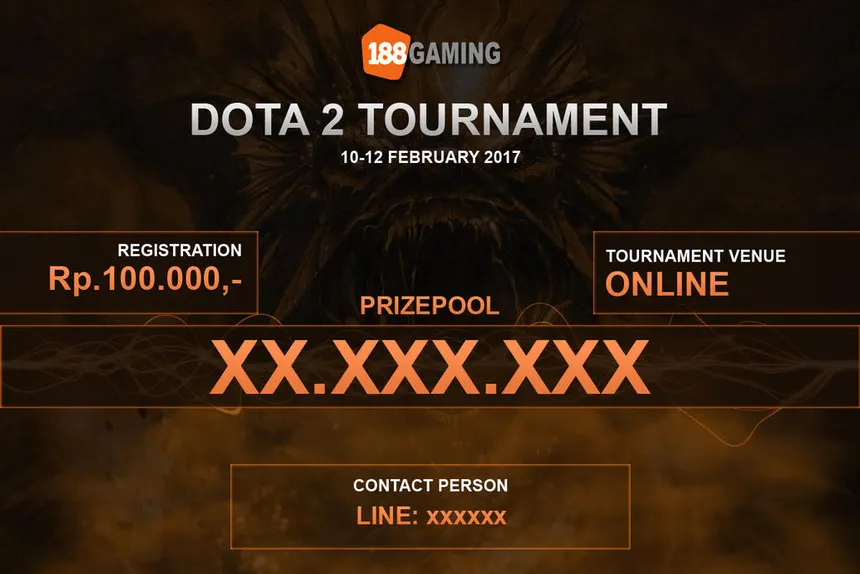 188GAMING
DOTA 2 TOURNAMENT
10-12 FEBRUARY 2017
REGISTRATION
Rp.100.000,-
TOURNAMENT VENUE
ONLINE
PRIZEPOOL
XX.XXX.XXX
CONTACT PERSON
LINE: xxxxxx